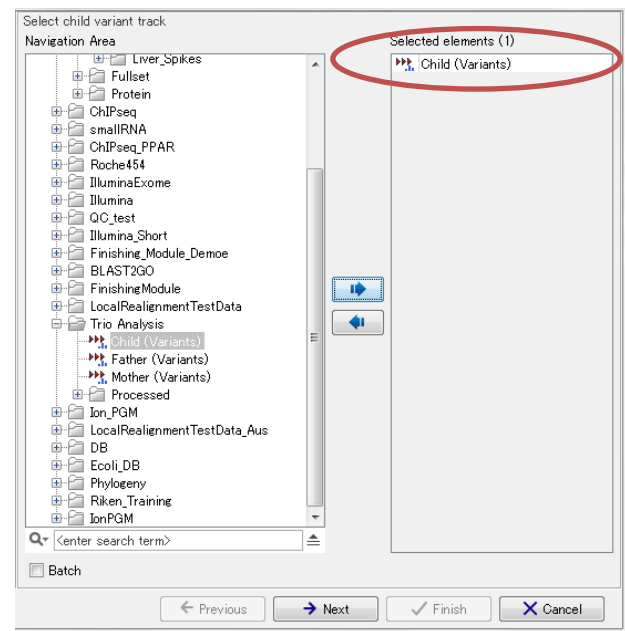 Select child variant track
Navigation Area
Selected elements (1)
Liver_Spikes
Fullset
Protein
ChIPseq
smallRNA
ChIPseq_PPAR
Roche454
IlluminaExome
Illumina
QC_test
Illumina_Short
Finishing_Module_Demoe
BLAST2GO
FinishingModule
LocalRealignmentTestData
Trio Analysis
Child (Variants)
Father (Variants)
Mother (Variants)
Processed
Ion_PGM
LocalRealignmentTestData_Aus
DB
Ecoli_DB
Phylogeny
Riken_Training
IonPGM
Child (Variants)
<enter search term>
Batch
Previous
Next
Finish
Cancel